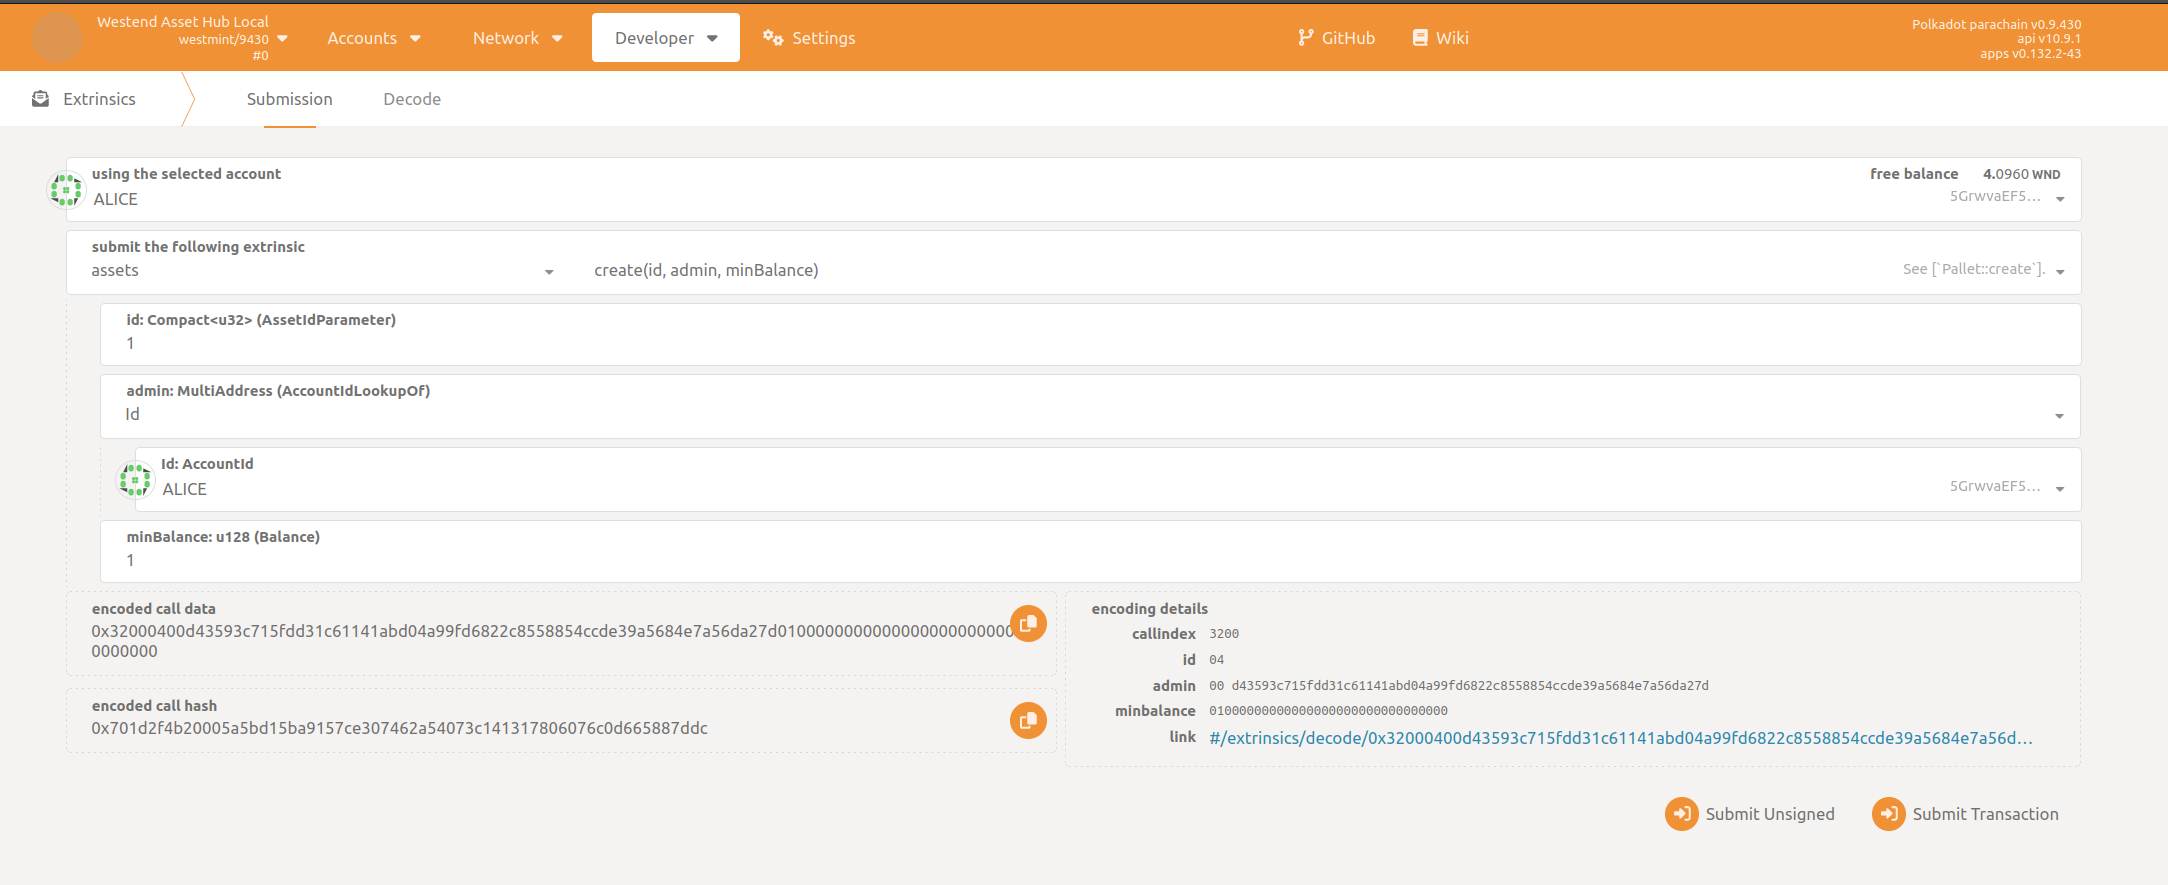 Westend Asset Hub Local
westmint/9430
#0
Accounts
Network
Developer
Settings
GitHub
Wiki
Polkadot parachain v0.9.430
api v10.9.1
apps v0.132.2-43
Extrinsics
Submission
Decode
using the selected account
ALICE
free balance 4.0960 WND
5GrwvaEF5...
submit the following extrinsic
assets
create(id, admin, minBalance)
See [`Pallet::create`].
id: Compact<u32> (AssetIdParameter)
1
admin: MultiAddress (AccountIdLookupOf)
Id
Id: AccountId
ALICE
5GrwvaEF5...
minBalance: u128 (Balance)
1
encoded call data
0x32000400d43593c715fdd31c61141abd04a99fd6822c8558854ccde39a5684e7a56da27d0100000000000000000000000
0000000
encoded call hash
0x701d2f4b20005a5bd15ba9157ce307462a54073c141317806076c0d665887ddc
encoding details
callindex 3200
id 04
admin 00 d43593c715fdd31c61141abd04a99fd6822c8558854ccde39a5684e7a56da27d
minbalance 01000000000000000000000000000000
link #/extrinsics/decode/0x32000400d43593c715fdd31c61141abd04a99fd6822c8558854ccde39a5684e7a56d...
Submit Unsigned
Submit Transaction